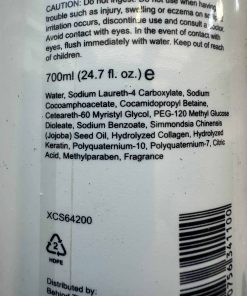 CAUTION: Do not ingest. Do not use when having
trouble such as injury, swelling or eczema on s
irritation occurs, discontinue use and consult a doctor.
Avoid contact with eyes. In the event of contact with
eyes, flush immediately with water. Keep out of reach
of children.
700ml (24.7 fl. oz.) ℮
Water, Sodium Laureth-4 Carboxylate, Sodium
Cocoamphoacetate, Cocamidopropyl Betaine,
Ceteareth-60 Myristyl Glycol, PEG-120 Methyl Glucose
Dioleate, Sodium Benzoate, Simmondsia Chinensis
(Jojoba) Seed Oil, Hydrolyzed Collagen, Hydrolyzed
Keratin, Polyquaternium-10, Polyquaternium-7, Citric
Acid, Methylparaben, Fragrance
XCS64200
2
HDPE
Distributed by:
Behind
756341100